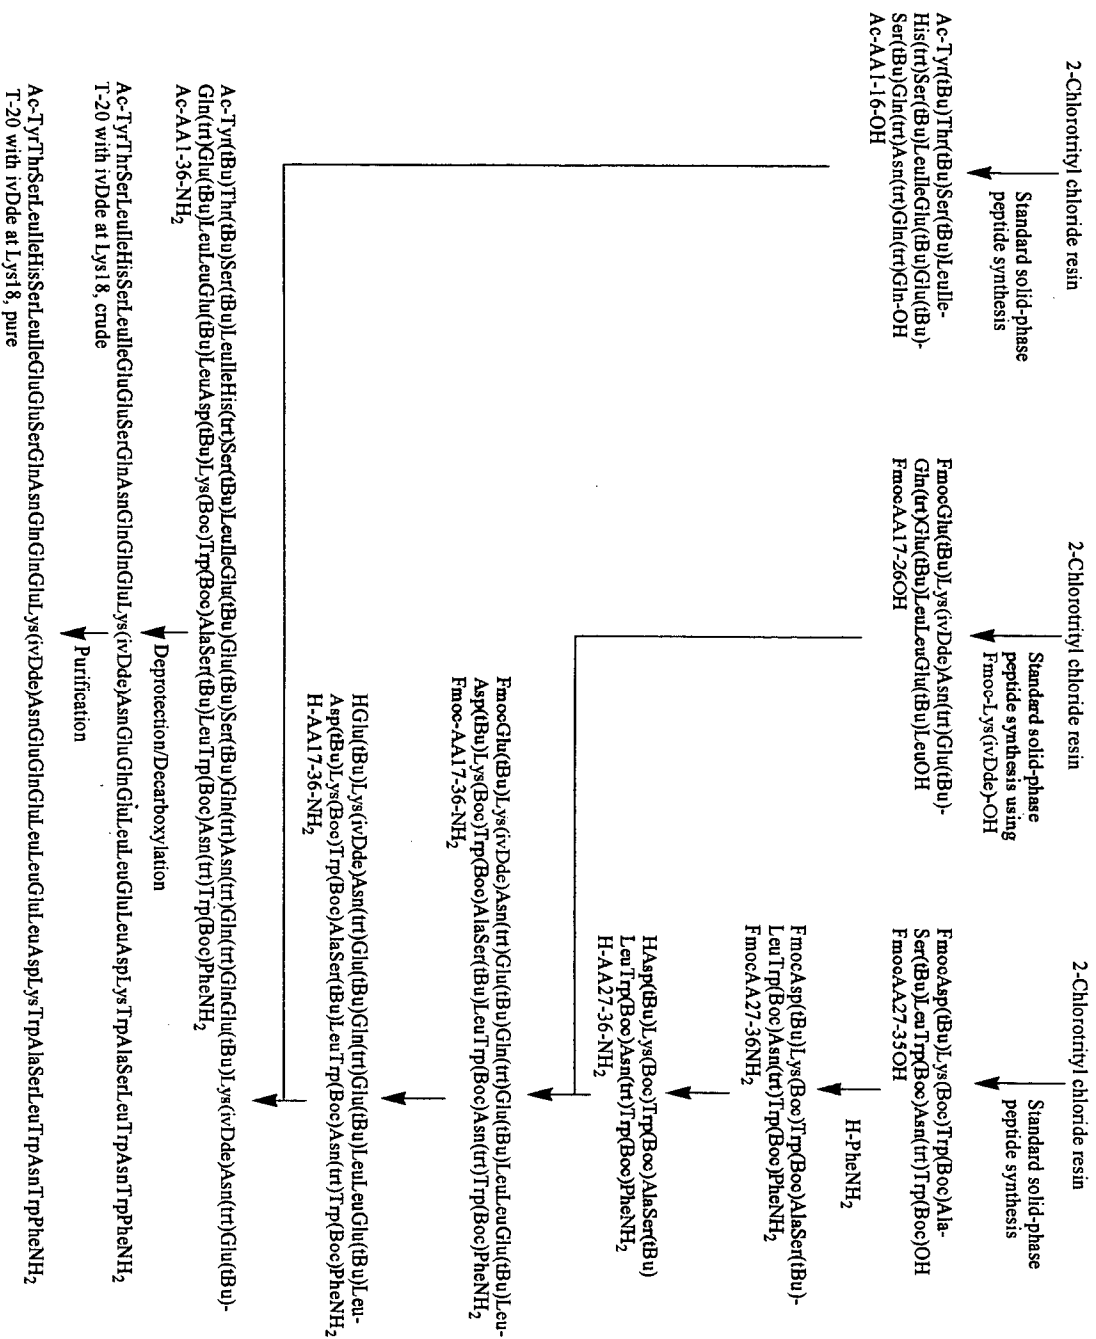 2-Chlorotrityl chloride resin
Standard solid-phase
peptide synthesis
Ac-Tyr(tBu)Thr(tBu)Ser(tBu)LeuIle-
His(trt)Ser(tBu)LeuIleGlu(tBu)Glu(tBu)-
Ser(tBu)Gln(trt)Asn(trt)Gln(trt)Gln-OH
Ac-AA1-16-OH
2-Chlorotrityl chloride resin
Standard solid-phase
peptide synthesis using
Fmoc-Lys(ivDde)-OH
FmocGlu(tBu)Lys(ivDde)Asn(trt)Glu(tBu)-
Gln(trt)Glu(tBu)LeuLeuGlu(tBu)LeuOH
FmocAA17-26OH
2-Chlorotrityl chloride resin
Standard solid-phase
peptide synthesis
FmocAsp(tBu)Lys(Boc)Trp(Boc)Ala-
Ser(tBu)LeuTrp(Boc)Asn(trt)Trp(Boc)OH
FmocAA27-35OH
H-PheNH2
FmocAsp(tBu)Lys(Boc)Trp(Boc)AlaSer(tBu)-
LeuTrp(Boc)Asn(trt)Trp(Boc)PheNH2
FmocAA27-36NH2
HAsp(tBu)Lys(Boc)Trp(Boc)AlaSer(tBu)
LeuTrp(Boc)Asn(trt)Trp(Boc)PheNH2
H-AA27-36-NH2
FmocGlu(tBu)Lys(ivDde)Asn(trt)Glu(tBu)Gln(trt)Glu(tBu)LeuLeuGlu(tBu)Leu-
Asp(tBu)Lys(Boc)Trp(Boc)AlaSer(tBu)LeuTrp(Boc)Asn(trt)Trp(Boc)PheNH2
Fmoc-AA17-36-NH2
HGlu(tBu)Lys(ivDde)Asn(trt)Glu(tBu)Gln(trt)Glu(tBu)LeuLeuGlu(tBu)Leu-
Asp(tBu)Lys(Boc)Trp(Boc)AlaSer(tBu)LeuTrp(Boc)Asn(trt)Trp(Boc)PheNH2
H-AA17-36-NH2
Ac-Tyr(tBu)Thr(tBu)Ser(tBu)LeuIleHis(trt)Ser(tBu)LeuIleGlu(tBu)Glu(tBu)Ser(tBu)Gln(trt)Asn(trt)Gln(trt)GlnGlu(tBu)Lys(ivDde)Asn(trt)Glu(tBu)-
Gln(trt)Glu(tBu)LeuLeuGlu(tBu)LeuAsp(tBu)Lys(Boc)Trp(Boc)AlaSer(tBu)LeuTrp(Boc)Asn(trt)Trp(Boc)PheNH2
Ac-AA1-36-NH2
Deprotection/Decarboxylation
Ac-TyrThrSerLeuIleHisSerLeuIleGluGluSerGlnAsnGlnGlnGluLys(ivDde)AsnGluGlnGluLeuLeuGluLeuAspLysTrpAlaSerLeuTrpAsnTrpPheNH2
T-20 with ivDde at Lys18, crude
Purification
Ac-TyrThrSerLeuIleHisSerLeuIleGluGluSerGlnAsnGlnGlnGluLys(ivDde)AsnGluGlnGluLeuLeuGluLeuAspLysTrpAlaSerLeuTrpAsnTrpPheNH2
T-20 with ivDde at Lys18, pure